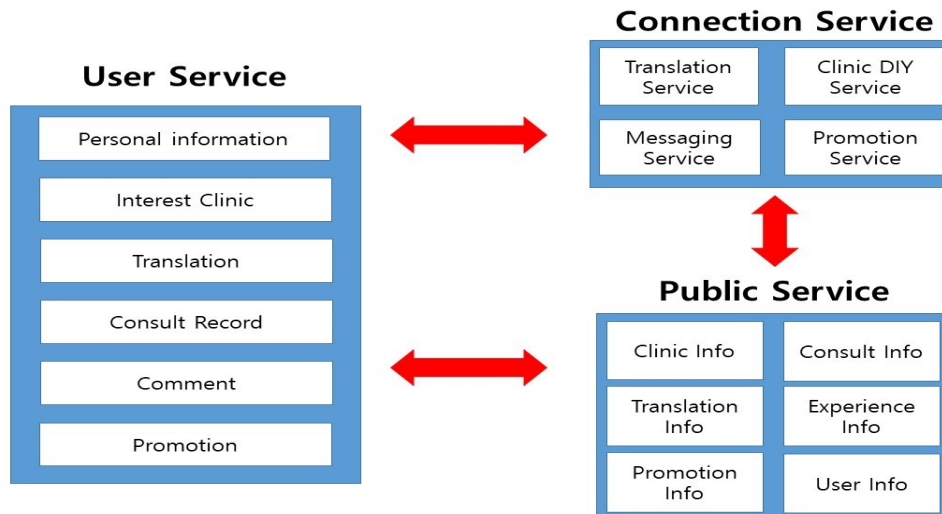 User Service
Personal information
Interest Clinic
Translation
Consult Record
Comment
Promotion
Connection Service
Translation
Service
Clinic DIY
Service
Messaging
Service
Promotion
Service
Public Service
Clinic Info
Consult Info
Translation
Info
Experience
Info
Promotion
Info
User Info